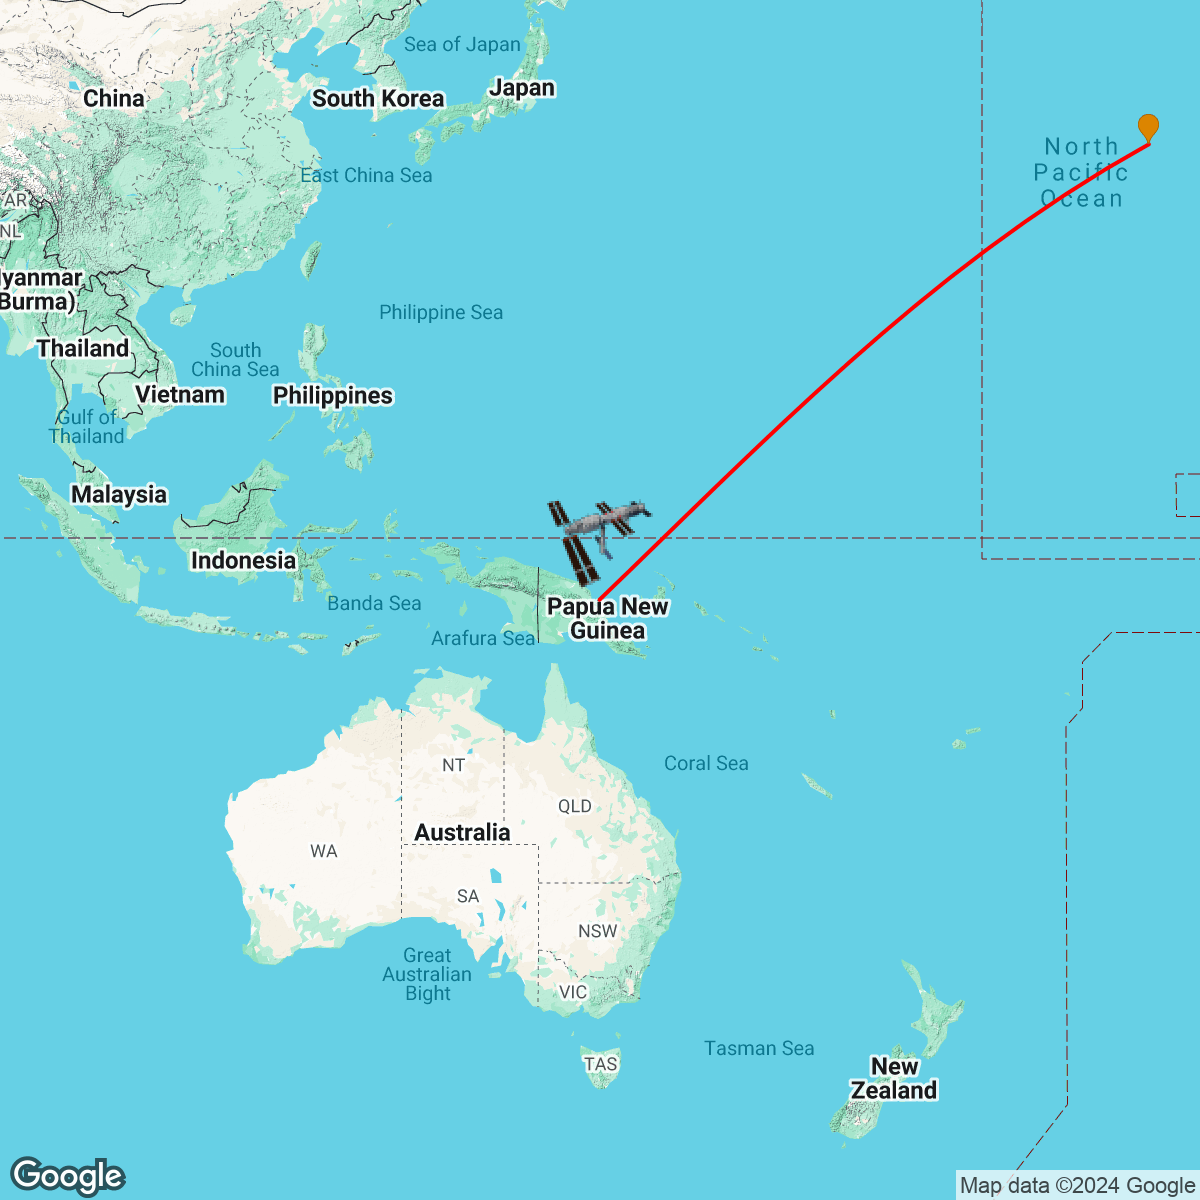 Sea of Japan
China
South Korea
Japan
North
Pacific
Ocean
East China Sea
AR
NL
Myanmar
(Burma)
Philippine Sea
Thailand
South
China Sea
Vietnam
Philippines
Gulf of
Thailand
Malaysia
Indonesia
Banda Sea
Papua New
Guinea
Arafura Sea
NT
Coral Sea
QLD
Australia
WA
SA
NSW
Great
Australian
Bight
VIC
Tasman Sea
TAS
New
Zealand
Google
Map data ©2024 Google